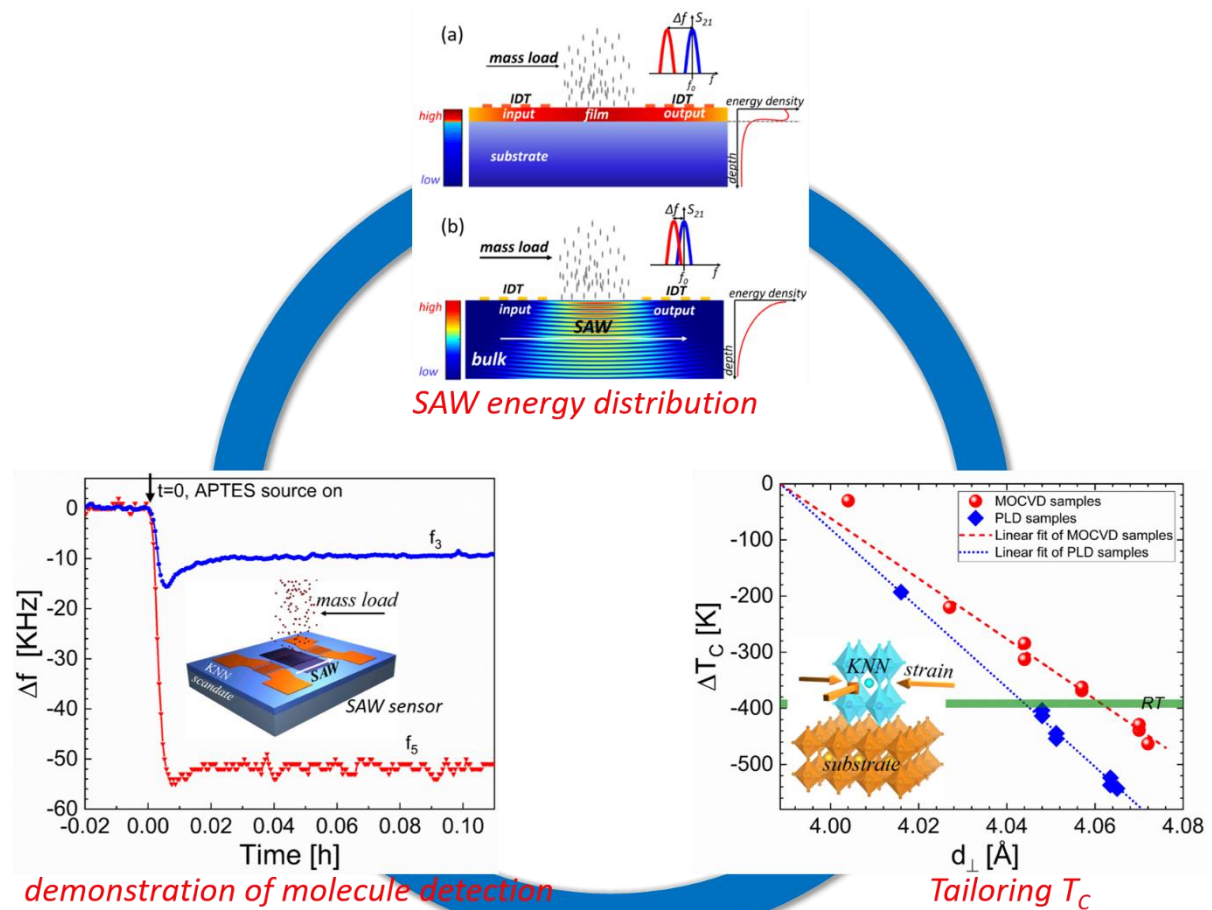 (a)
Δf
S21
mass load
f0
f
IDT
IDT
energy density
high
input
film
output
substrate
depth
low
(b)
Δf
S21
mass load
f0
f
IDT
IDT
energy density
high
input
output
SAW
depth
bulk
low
SAW energy distribution
t=0, APTES source on
0
f3
-10
mass load
-20
Δf [KHz]
-30
KNN
SAW
scandate
SAW sensor
-40
f5
-50
-60
-0.02
0.00
0.02
0.04
0.06
0.08
0.10
Time [h]
demonstration of molecule detection
0
MOCVD samples
PLD samples
Linear fit of MOCVD samples
Linear fit of PLD samples
-100
-200
ΔTC [K]
-300
KNN
strain
RT
-400
-500
substrate
4.00
4.02
4.04
4.06
4.08
d⊥ [Å]
Tailoring TC